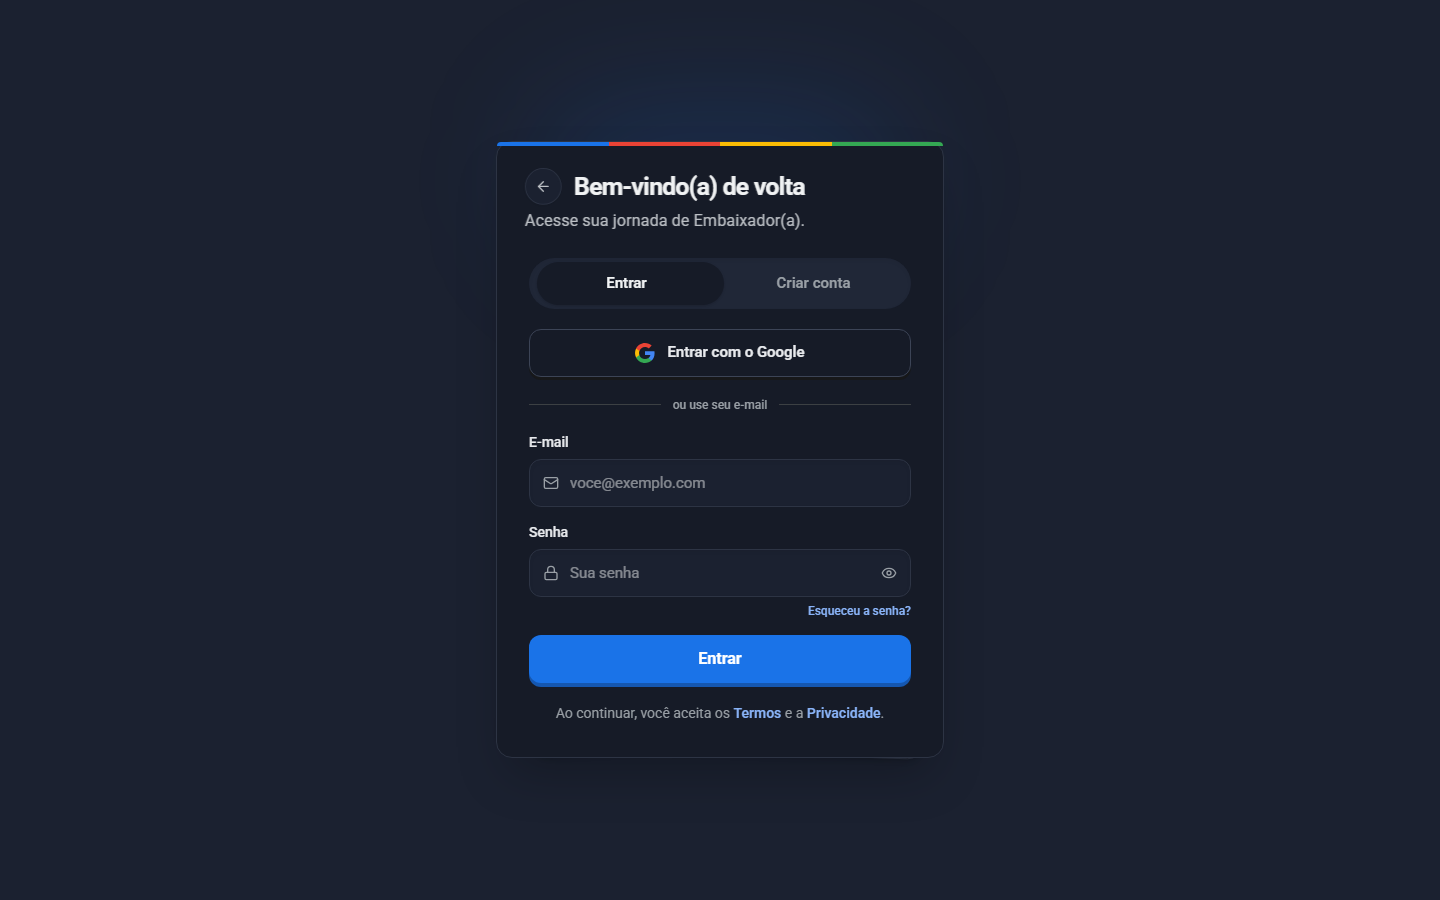 Bem-vindo(a) de volta
Acesse sua jornada de Embaixador(a).
Entrar
Criar conta
Entrar com o Google
ou use seu e-mail
E-mail
voce@exemplo.com
Senha
Sua senha
Esqueceu a senha?
Entrar
Ao continuar, você aceita os Termos e a Privacidade.